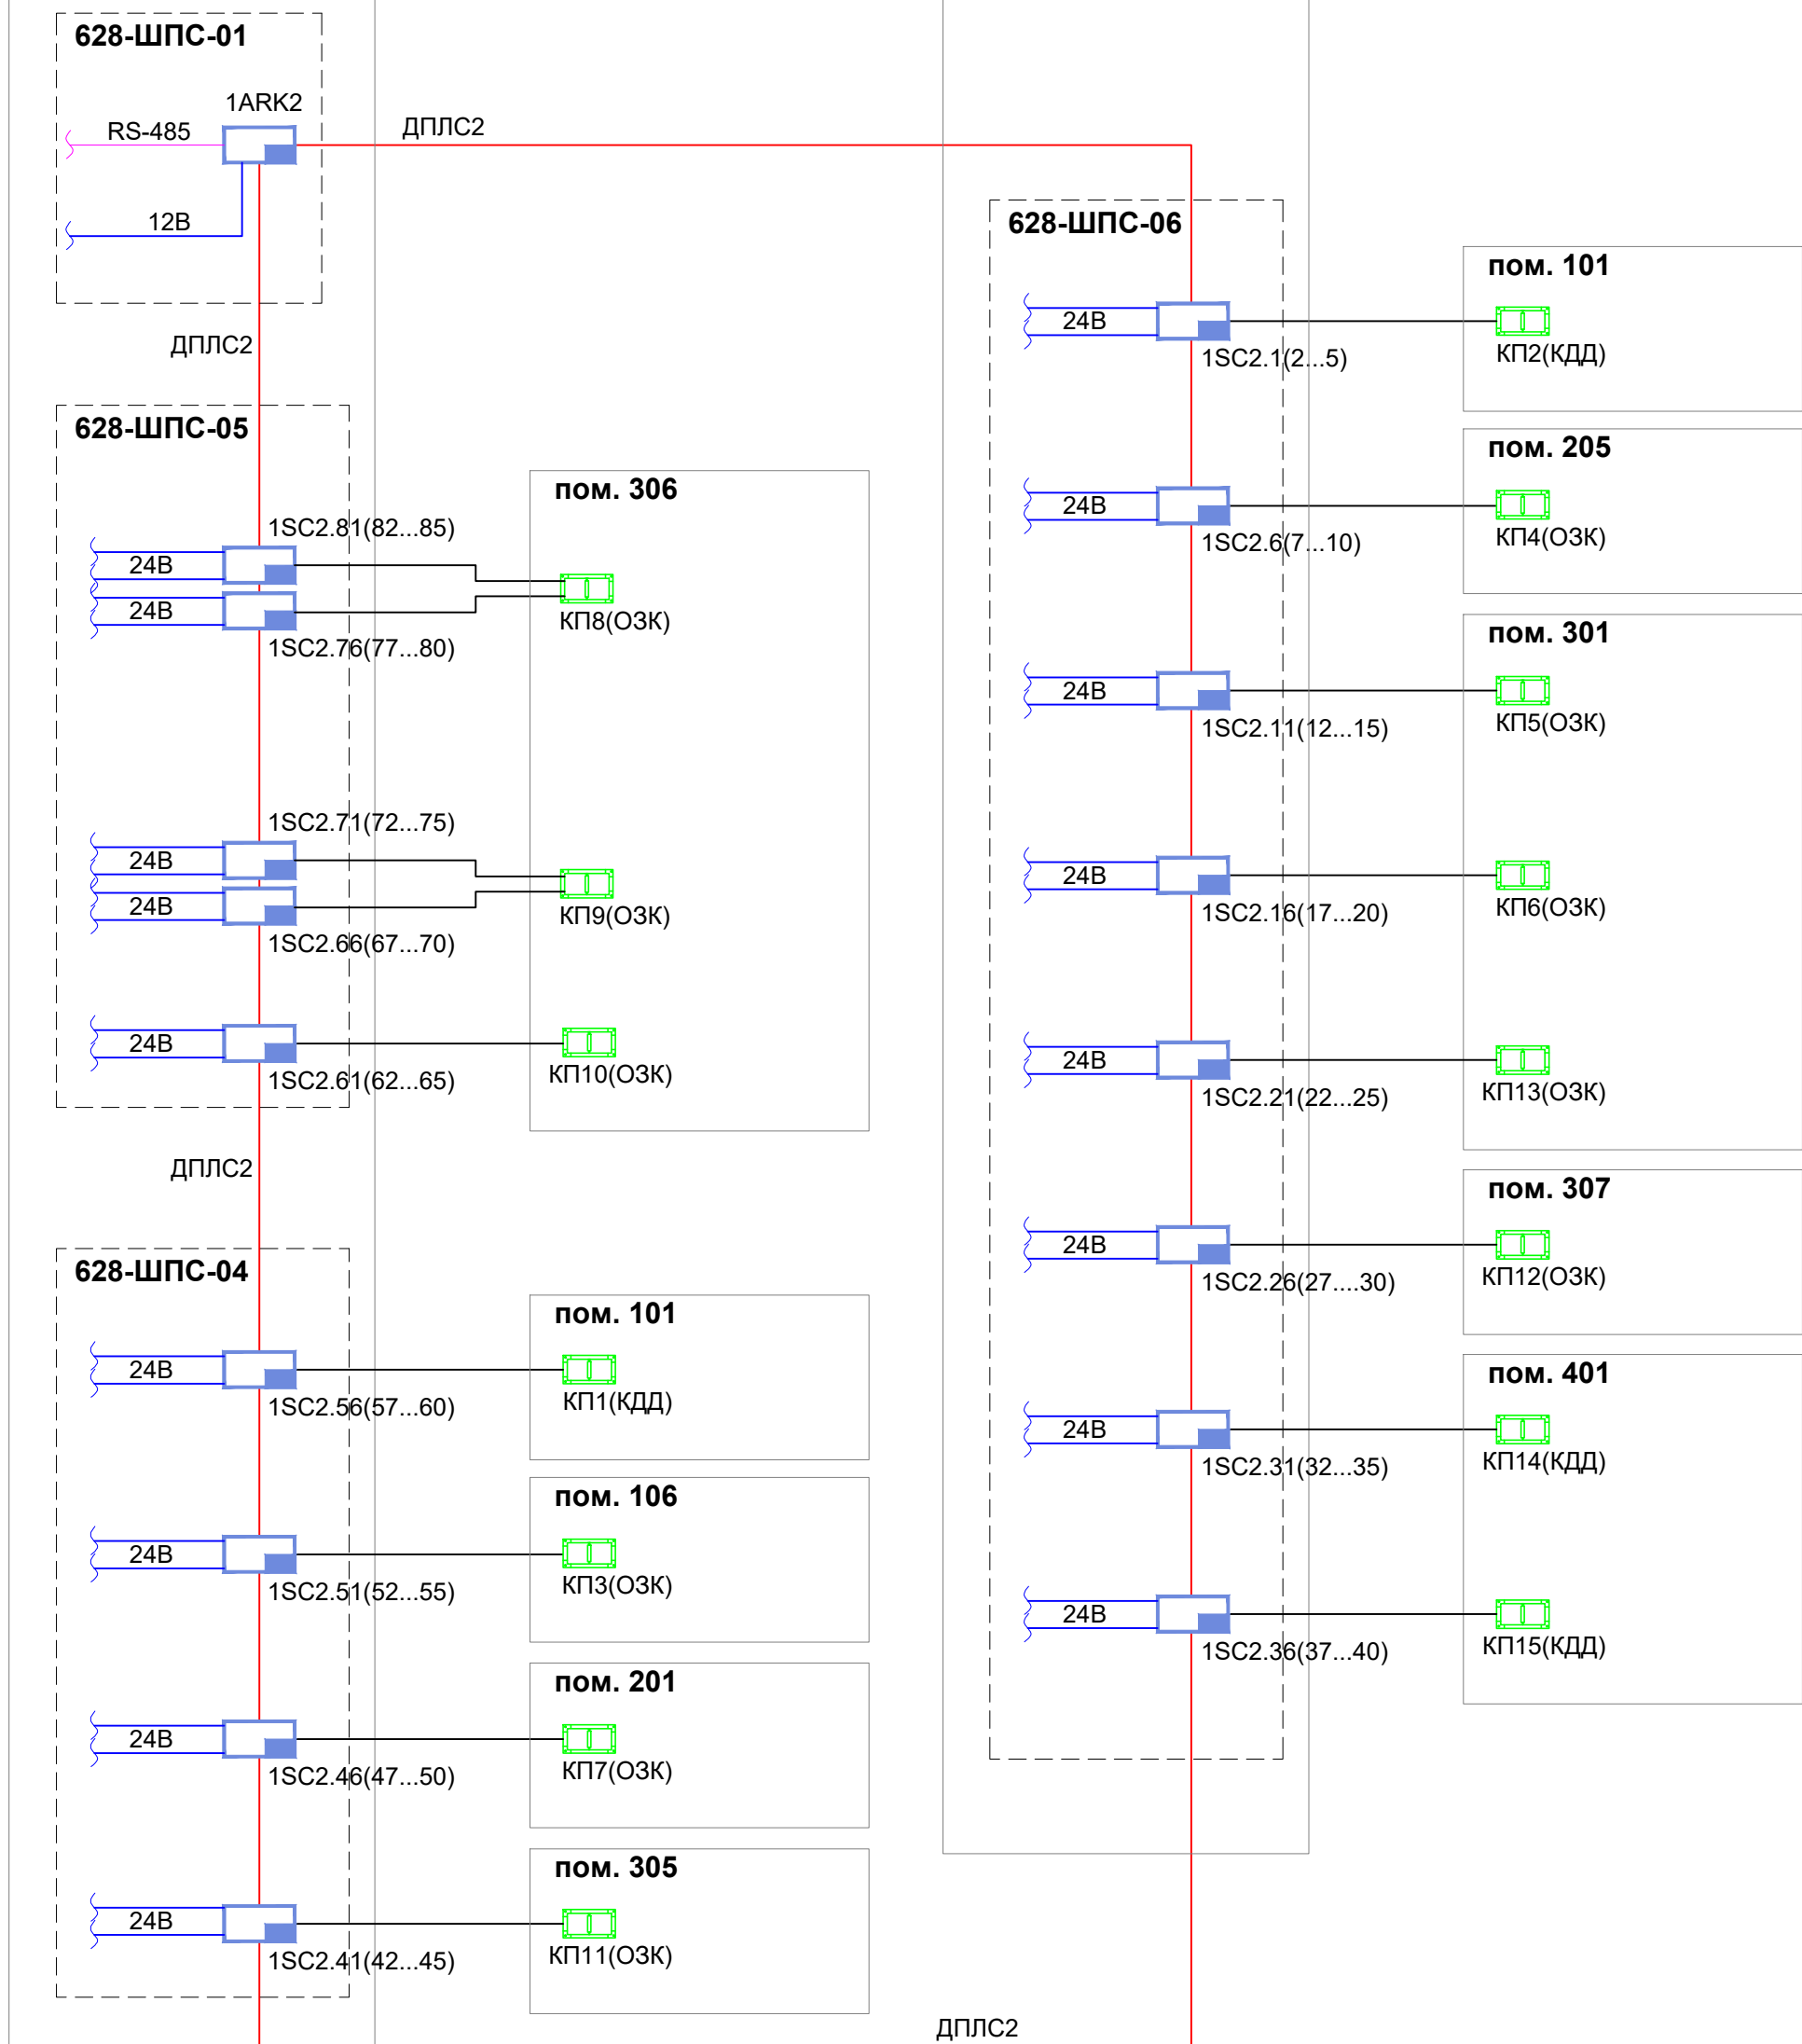 628-ШПС-01
1ARK2
RS-485
12В
ДПЛС2
ДПЛС2
628-ШПС-05
1SC2.81(82...85)
24В
24В
1SC2.76(77...80)
пом. 306
КП8(ОЗК)
1SC2.71(72...75)
24В
24В
1SC2.66(67...70)
КП9(ОЗК)
24В
1SC2.61(62...65)
КП10(ОЗК)
ДПЛС2
628-ШПС-04
24В
1SC2.56(57...60)
пом. 101
КП1(КДД)
24В
1SC2.51(52...55)
пом. 106
КП3(ОЗК)
24В
1SC2.46(47...50)
пом. 201
КП7(ОЗК)
24В
1SC2.41(42...45)
пом. 305
КП11(ОЗК)
628-ШПС-06
24В
1SC2.1(2...5)
пом. 101
КП2(КДД)
24В
1SC2.6(7...10)
пом. 205
КП4(ОЗК)
24В
1SC2.11(12...15)
пом. 301
КП5(ОЗК)
24В
1SC2.16(17...20)
КП6(ОЗК)
24В
1SC2.21(22...25)
КП13(ОЗК)
24В
1SC2.26(27....30)
пом. 307
КП12(ОЗК)
24В
1SC2.31(32...35)
пом. 401
КП14(КДД)
24В
1SC2.36(37...40)
КП15(КДД)
ДПЛС2